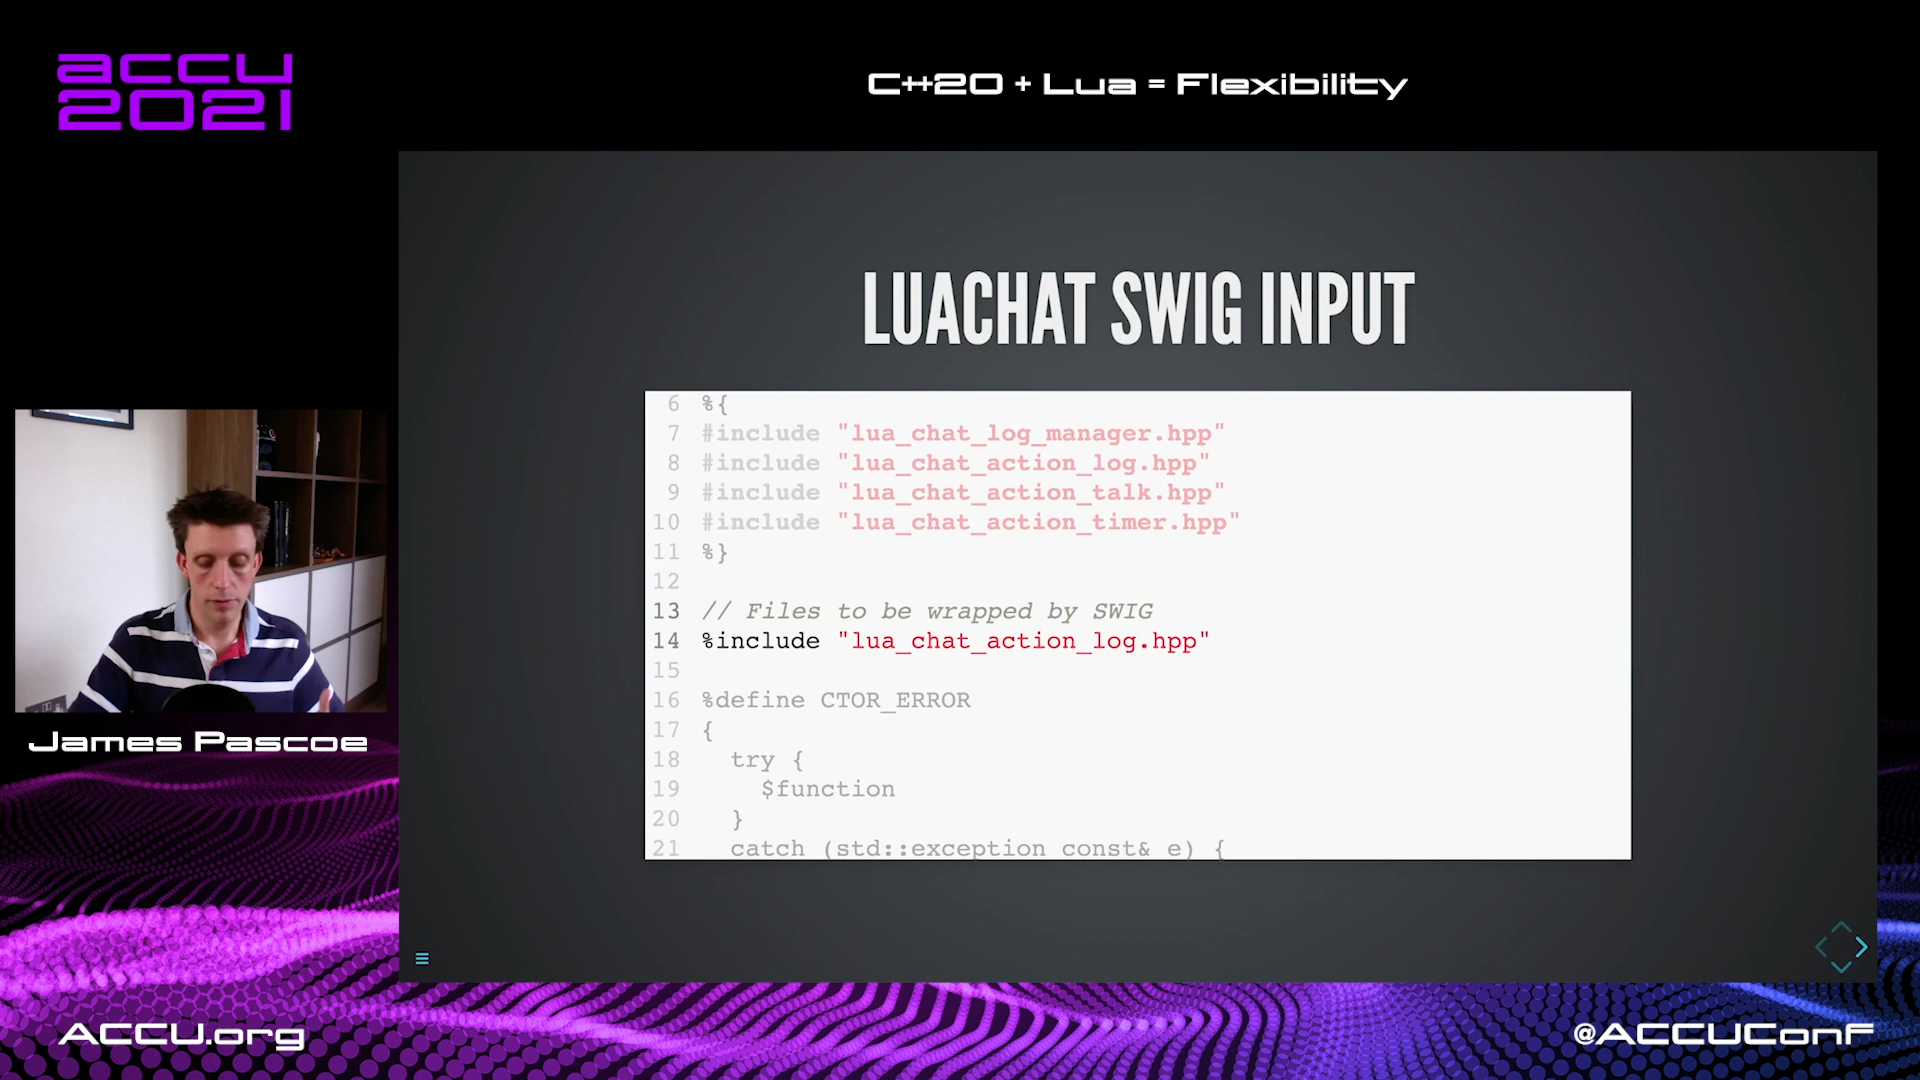 accu
2021
C++20 + Lua = Flexibility
LUACHAT SWIG INPUT
6 %{
7 #include "lua_chat_log_manager.hpp"
8 #include "lua_chat_action_log.hpp"
9 #include "lua_chat_action_talk.hpp"
10 #include "lua_chat_action_timer.hpp"
11 %}
12
13 // Files to be wrapped by SWIG
14 %include "lua_chat_action_log.hpp"
15
16 %define CTOR_ERROR
17 {
18 try {
19 $function
20 }
21 catch (std::exception const& e) {
James Pascoe
ACCU.org
@ACCUConf